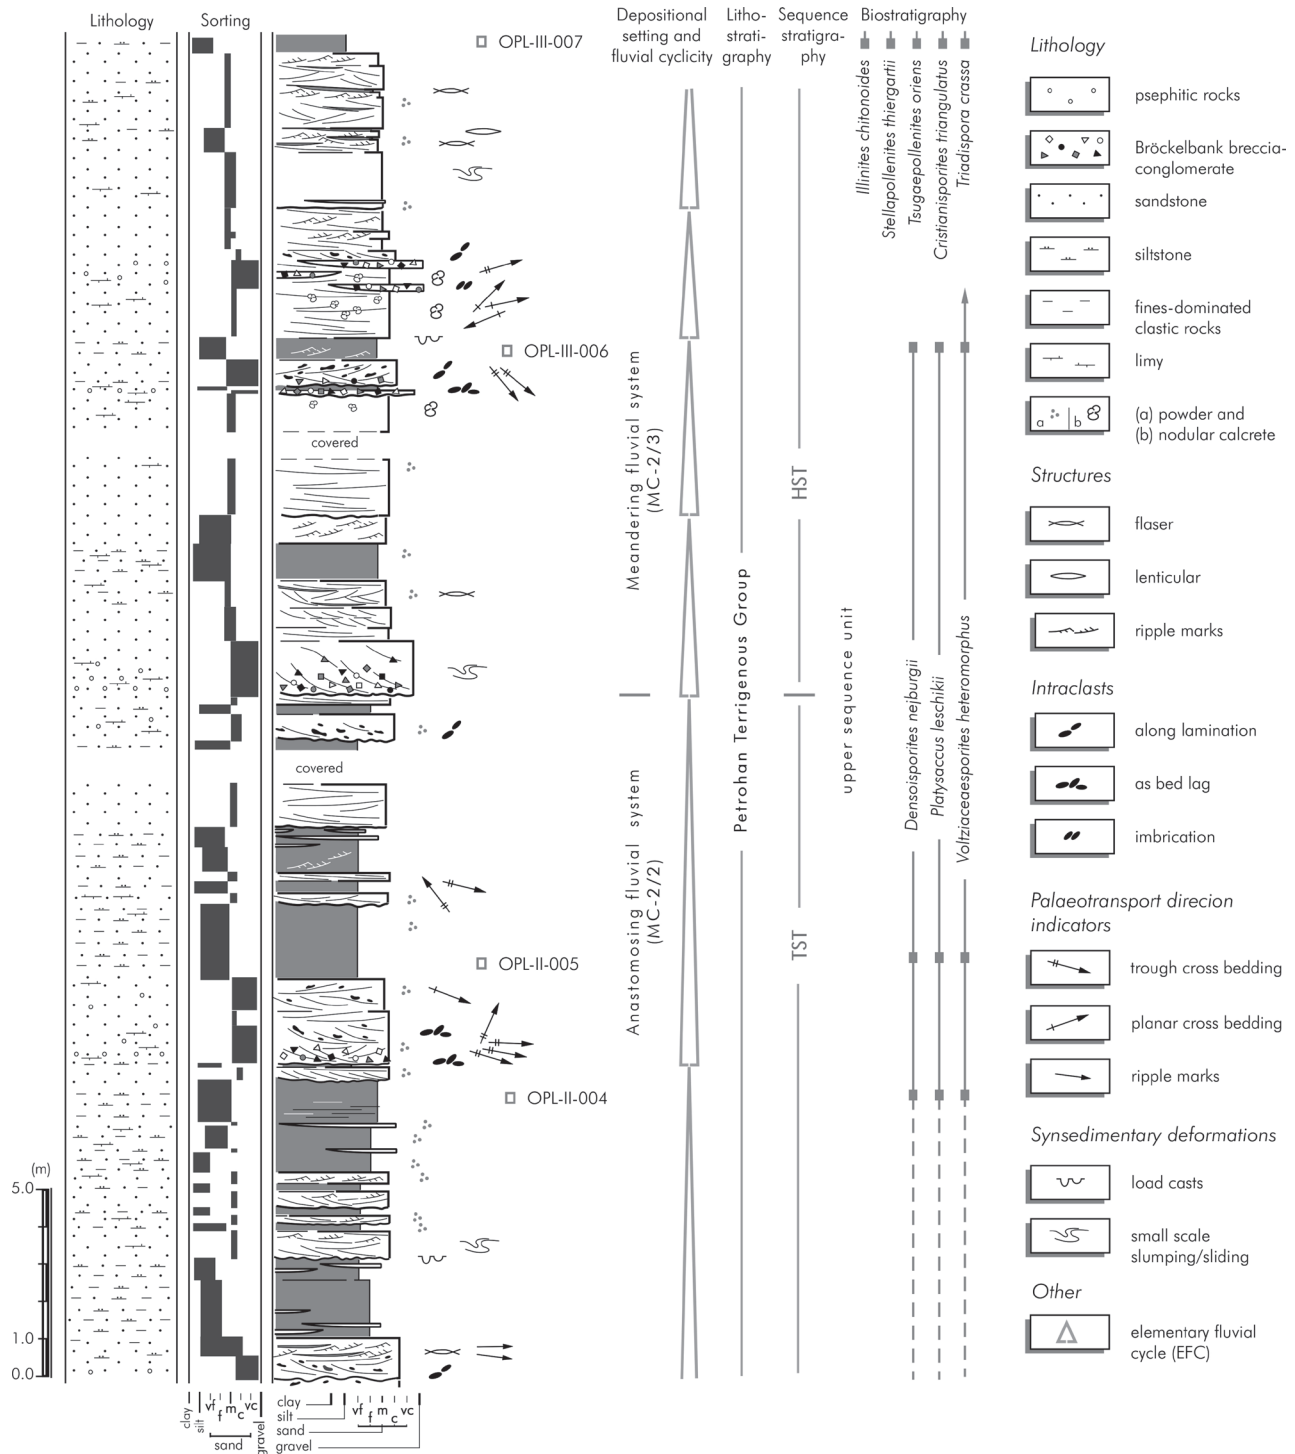 Lithology
Sorting
Depositional
setting and
fluvial cyclicity
Litho-
strati-
graphy
Sequence
stratigra-
phy
Biostratigraphy
Illinites chitonoides
Stellapollenites thiergartii
Tsugaepollenites oriens
Cristianisporites triangulatus
Triadispora crassa
OPL-III-007
OPL-III-006
covered
covered
OPL-II-005
OPL-II-004
Meandering fluvial system
(MC-2/3)
Anastomosing fluvial system
(MC-2/2)
Petrohan Terrigenous Group
HST
TST
upper sequence unit
Densoisporites nejburgii
Platysaccus leschikii
Voltziaceaesporites heteromorphus
(m)
5.0
1.0
0.0
clay
silt
vf
f
m
c
vc
gravel
sand
clay
silt
sand
gravel
vf
f
m
c
vc
Lithology
psephitic rocks
Bröckelbank breccia-
conglomerate
sandstone
siltstone
fines-dominated
clastic rocks
limy
a
b
(a) powder and
(b) nodular calcrete
Structures
flaser
lenticular
ripple marks
Intraclasts
along lamination
as bed lag
imbrication
Palaeotransport direcion
indicators
trough cross bedding
planar cross bedding
ripple marks
Synsedimentary deformations
load casts
small scale
slumping/sliding
Other
elementary fluvial
cycle (EFC)